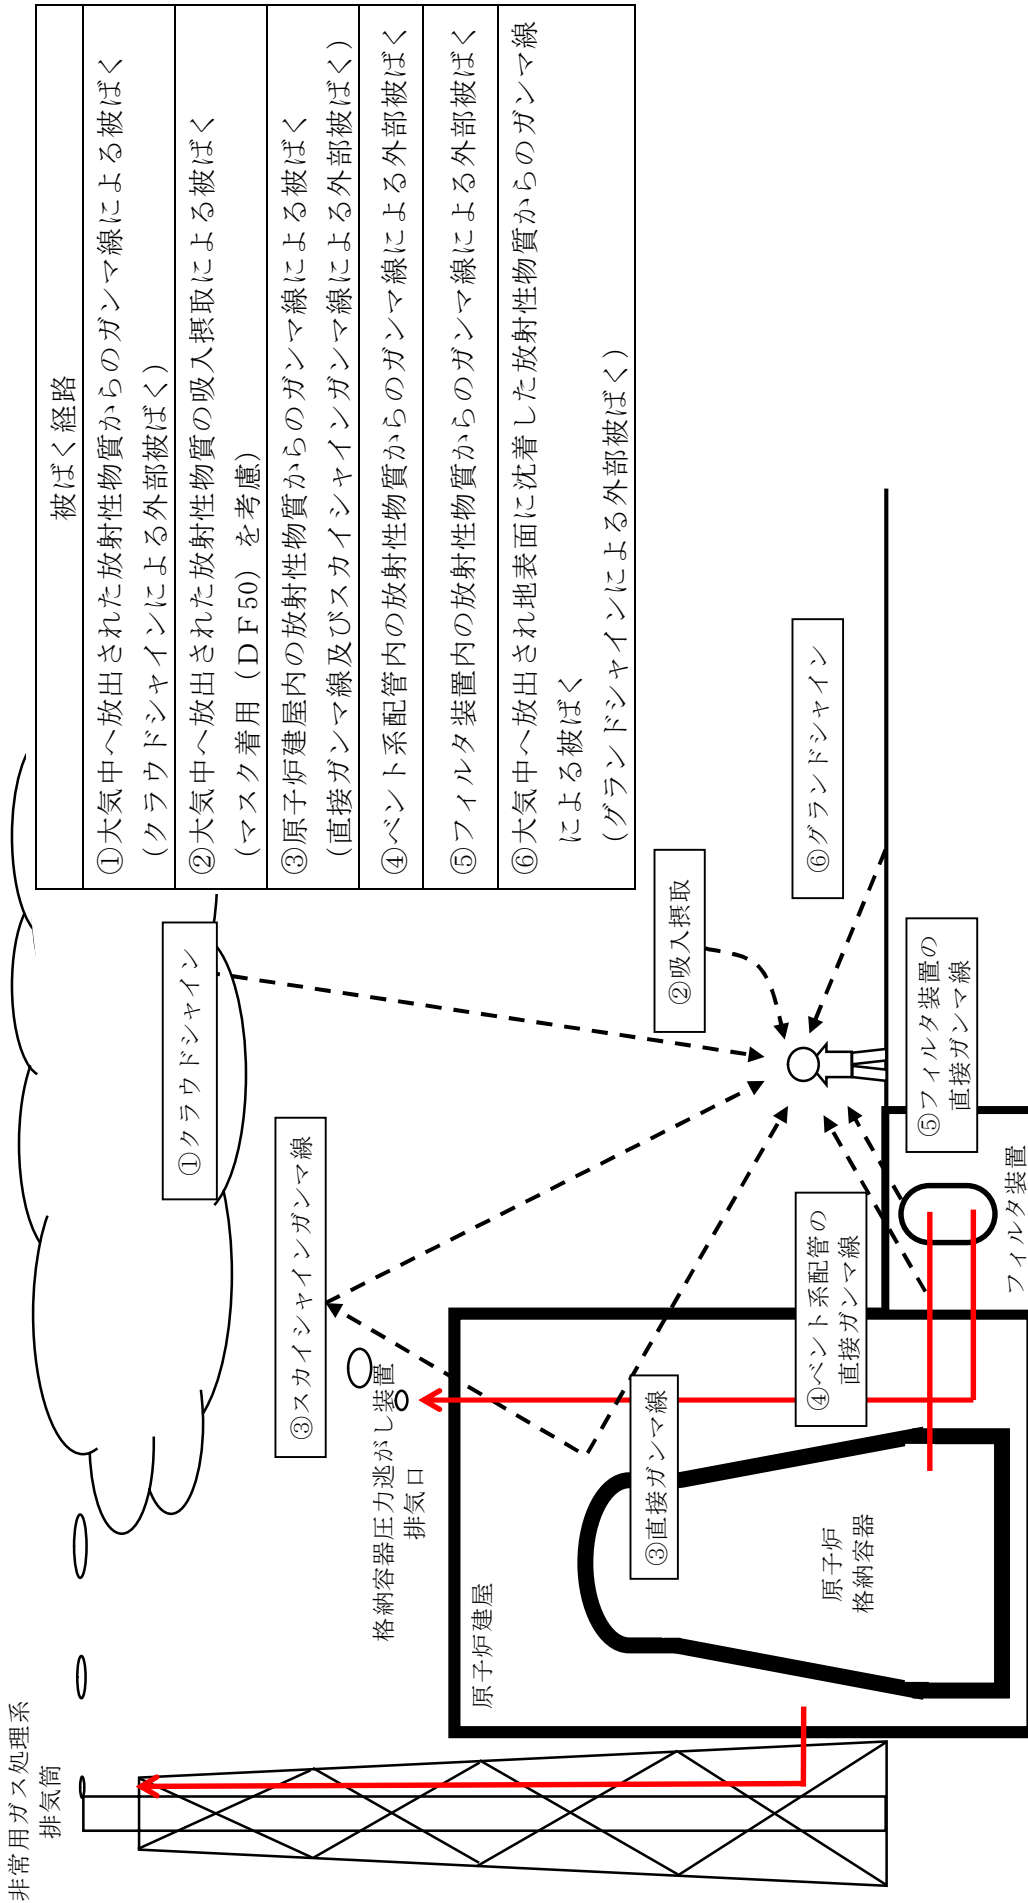 非常用ガス処理系
排気筒
格納容器圧力逃がし装置
排気口
原子炉建屋
原子炉
格納容器
フィルタ装置
①クラウドシャイン
③スカイシャインガンマ線
③直接ガンマ線
②吸入摂取
④ベント系配管の
直接ガンマ線
⑤フィルタ装置の
直接ガンマ線
⑥グランドシャイン
被ばく経路
①大気中へ放出された放射性物質からのガンマ線による被ばく
(クラウドシャインによる外部被ばく)
②大気中へ放出された放射性物質の吸入摂取による被ばく
(マスク着用（ＤＦ50）を考慮)
③原子炉建屋内の放射性物質からのガンマ線による被ばく
(直接ガンマ線及びスカイシャインガンマ線による外部被ばく)
④ベント系配管内の放射性物質からのガンマ線による外部被ばく
⑤フィルタ装置内の放射性物質からのガンマ線による外部被ばく
⑥大気中へ放出され地表面に沈着した放射性物質からのガンマ線
による被ばく
(グランドシャインによる外部被ばく)